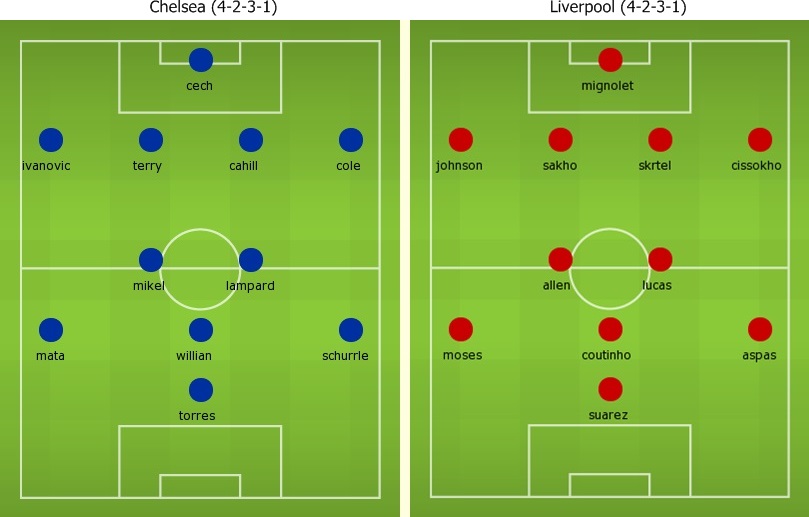 Chelsea (4-2-3-1)
cech
ivanovic terry cahill cole
mikel lampard
mata willian schurrle
torres
Liverpool (4-2-3-1)
mignolet
johnson sakho skrtel cissokho
allen lucas
moses coutinho aspas
suarez